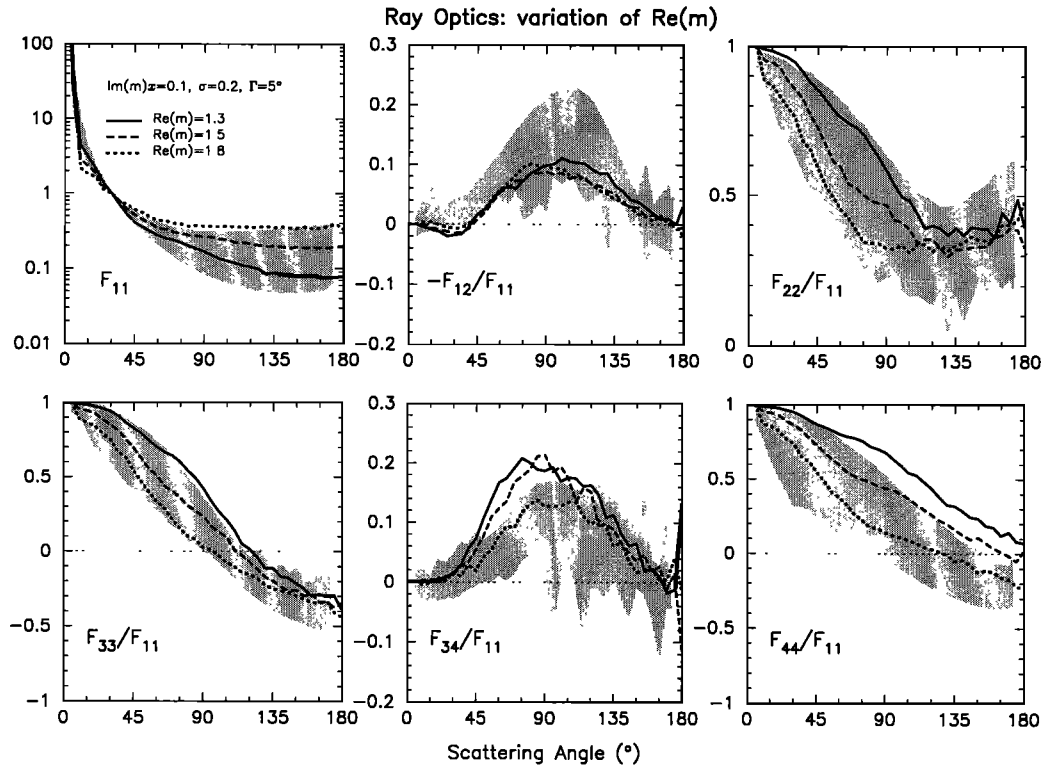 Ray Optics: variation of Re(m)
100
10
1
0.1
0.01
Im(m)x=0.1, σ=0.2, Γ=5°
Re(m)=1.3
Re(m)=1 5
Re(m)=1 8
F11
0 45 90 135 180
0.3
0.2
0.1
0
-0.1
-0.2
-F12/F11
0 45 90 135 180
1
0.5
0
F22/F11
0 45 90 135 180
1
0.5
0
-0.5
-1
F33/F11
0 45 90 135 180
0.3
0.2
0.1
0
-0.1
-0.2
F34/F11
0 45 90 135 180
1
0.5
0
-0.5
-1
F44/F11
0 45 90 135 180
Scattering Angle (°)